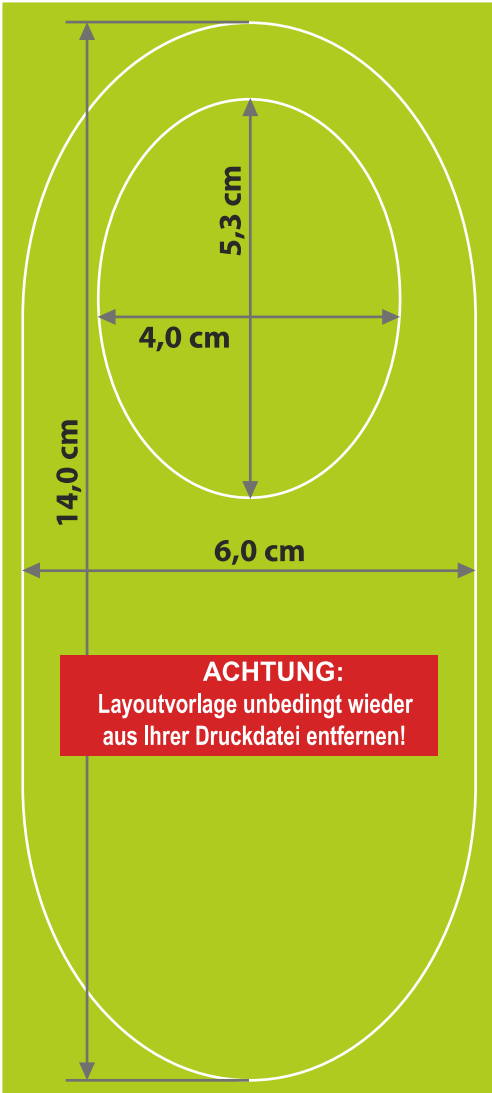 5,3 cm
4,0 cm
14,0 cm
6,0 cm
ACHTUNG:
Layoutvorlage unbedingt wieder
aus Ihrer Druckdatei entfernen!